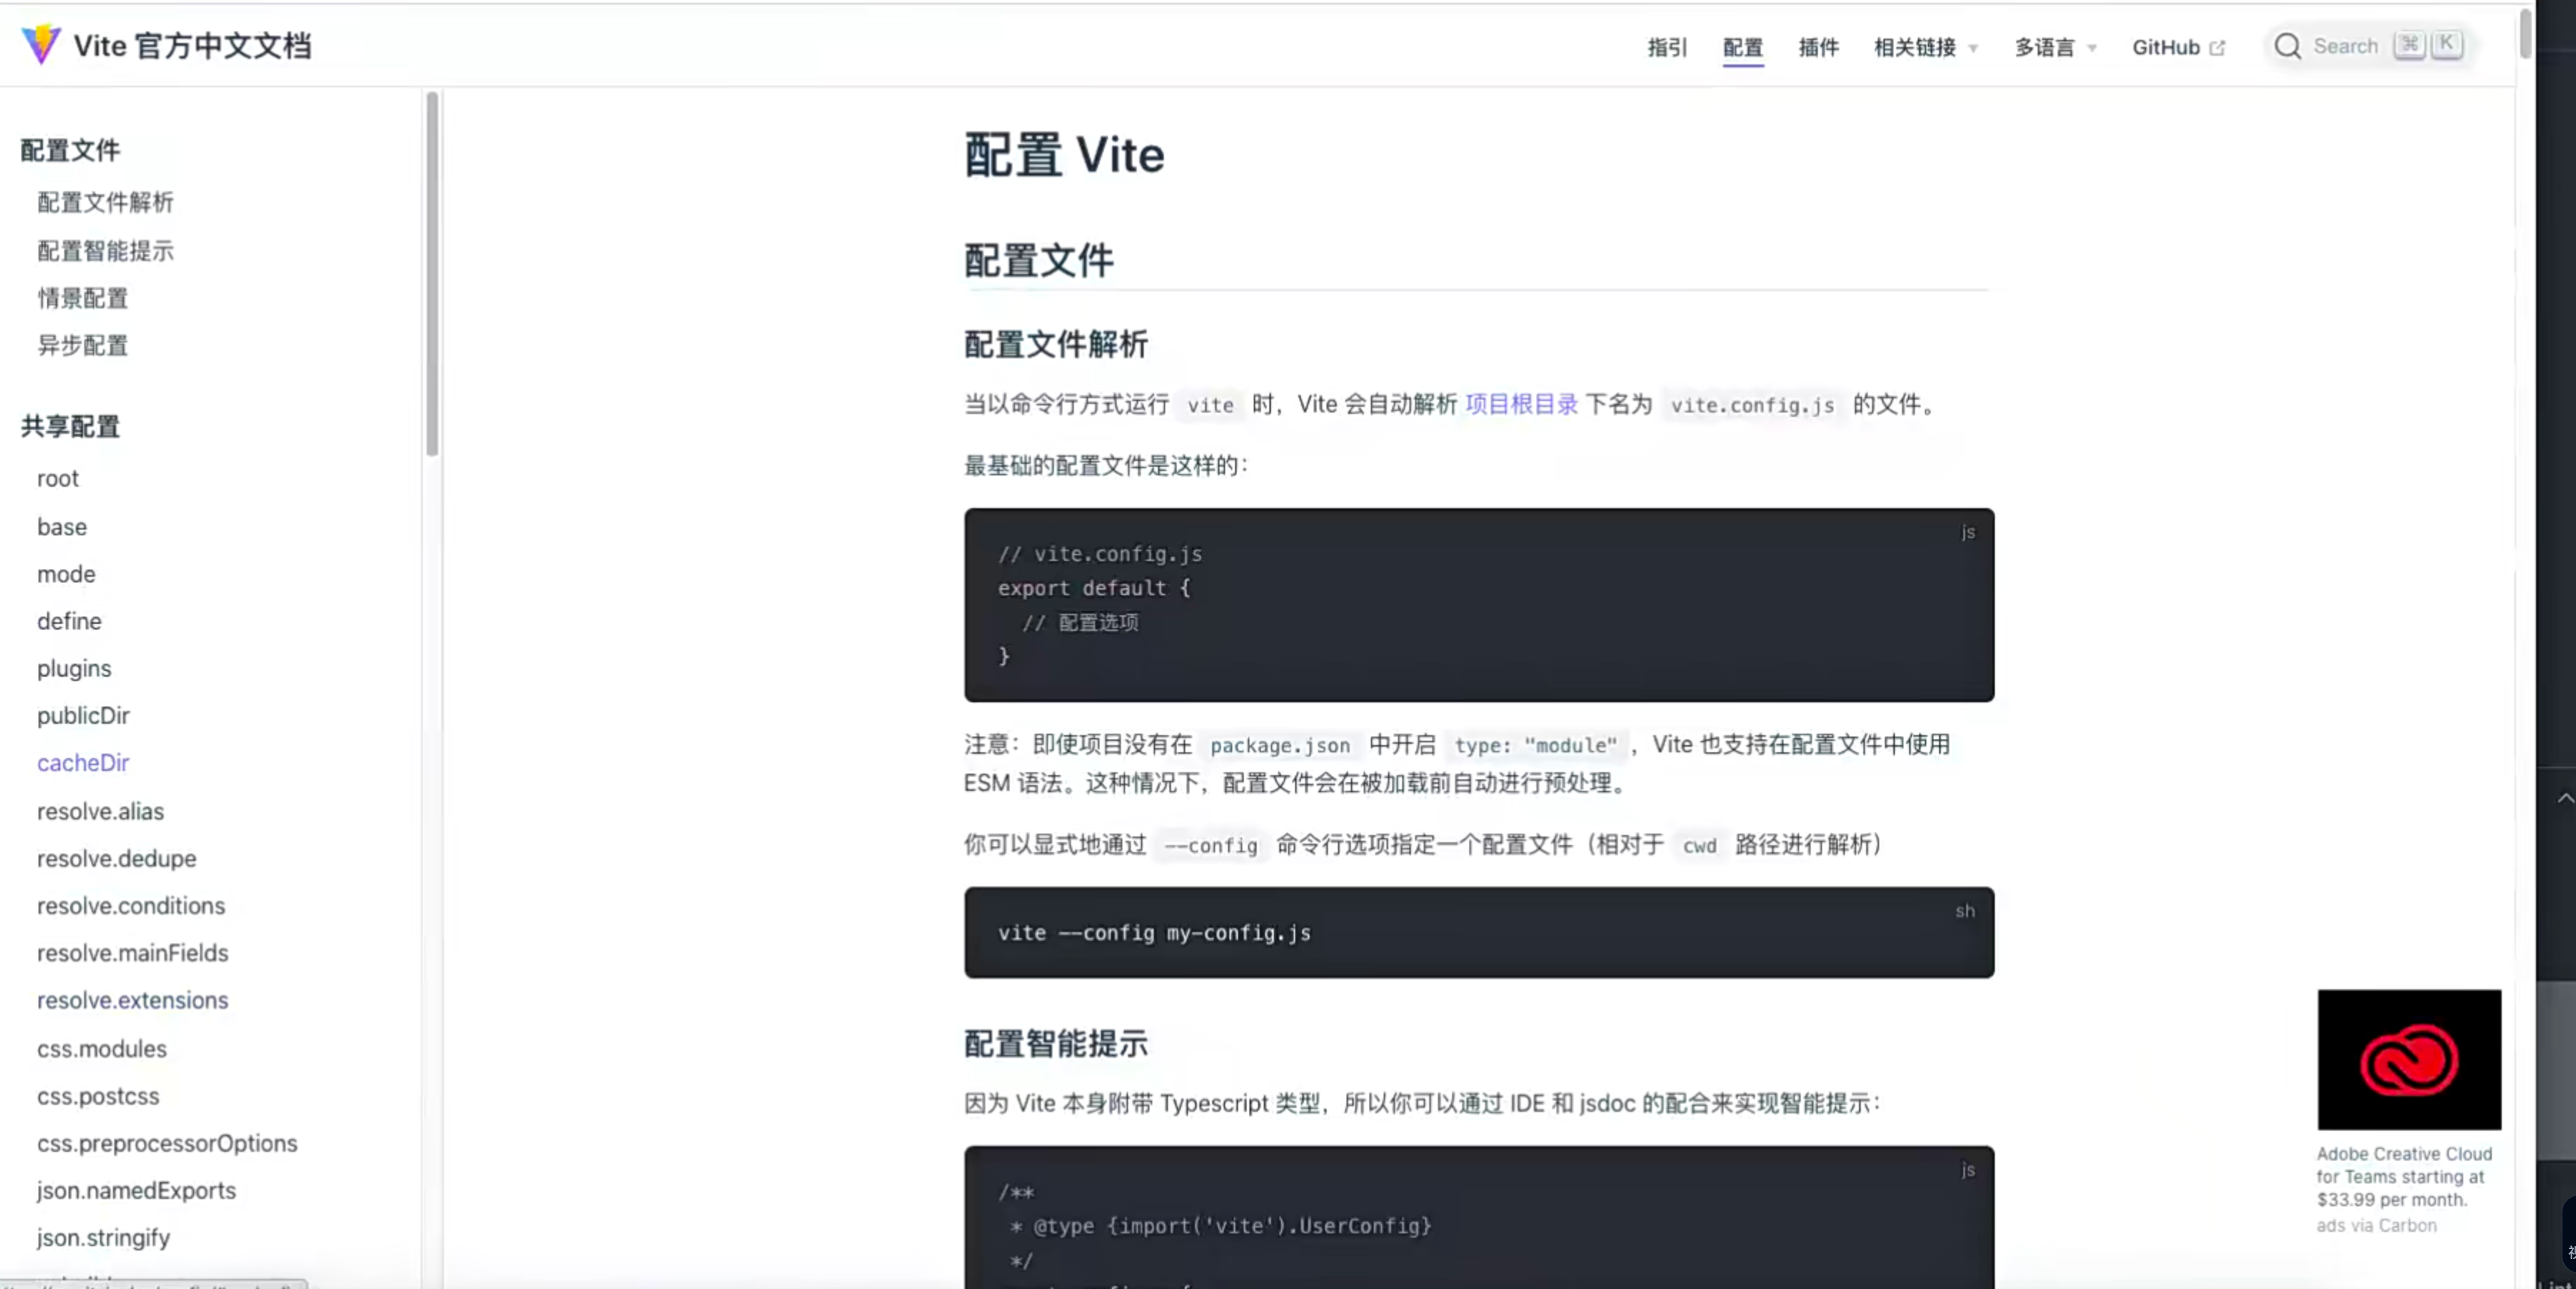 Vite 官方中文文档
指引 配置 插件 相关链接 多语言 GitHub Search ⌘ K
配置文件
配置文件解析
配置智能提示
情景配置
异步配置
共享配置
root
base
mode
define
plugins
publicDir
cacheDir
resolve.alias
resolve.dedupe
resolve.conditions
resolve.mainFields
resolve.extensions
css.modules
css.postcss
css.preprocessorOptions
json.namedExports
json.stringify
配置 Vite
配置文件
配置文件解析
当以命令行方式运行 vite 时，Vite 会自动解析 项目根目录 下名为 vite.config.js 的文件。
最基础的配置文件是这样的：
js
// vite.config.js
export default {
  // 配置选项
}
注意：即使项目没有在 package.json 中开启 type: "module" ，Vite 也支持在配置文件中使用
ESM 语法。这种情况下，配置文件会在被加载前自动进行预处理。
你可以显式地通过 --config 命令行选项指定一个配置文件（相对于 cwd 路径进行解析）
sh
vite --config my-config.js
配置智能提示
因为 Vite 本身附带 Typescript 类型，所以你可以通过 IDE 和 jsdoc 的配合来实现智能提示：
js
/**
 * @type {import('vite').UserConfig}
 */
Adobe Creative Cloud
for Teams starting at
$33.99 per month.
ads via Carbon